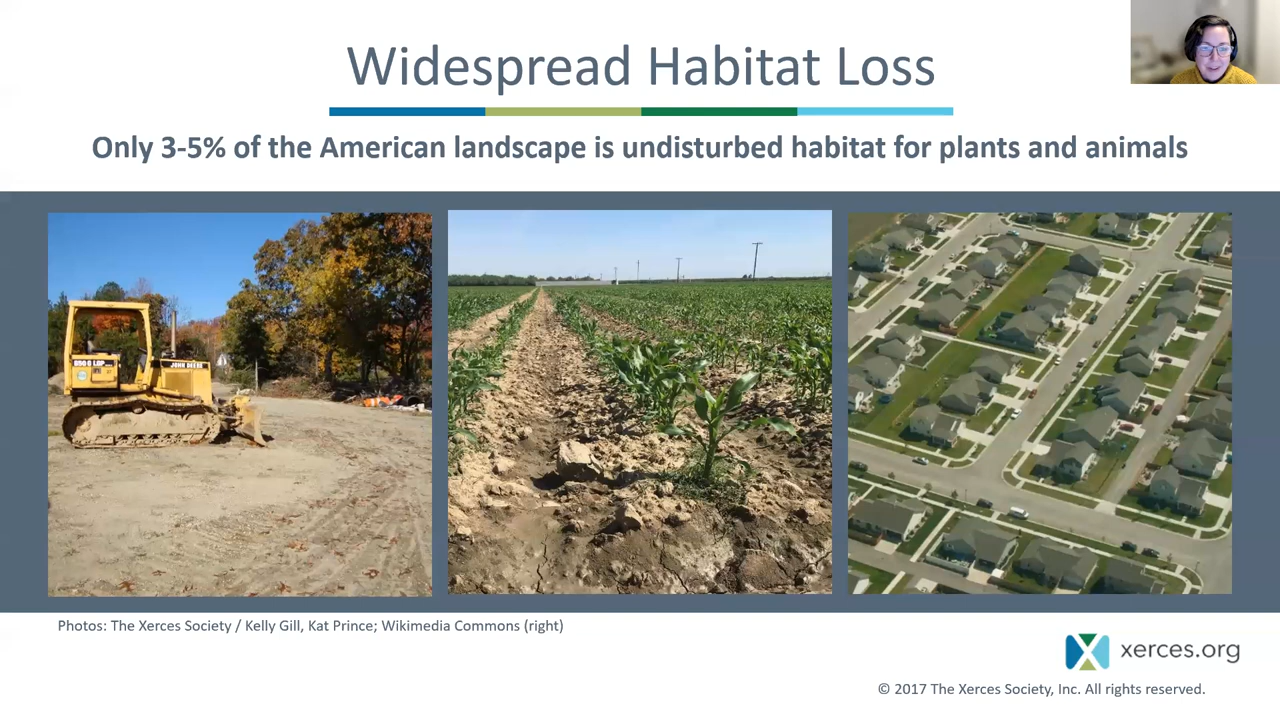 Widespread Habitat Loss
Only 3-5% of the American landscape is undisturbed habitat for plants and animals
JOHN DEERE
Photos: The Xerces Society / Kelly Gill, Kat Prince; Wikimedia Commons (right)
xerces.org
© 2017 The Xerces Society, Inc. All rights reserved.